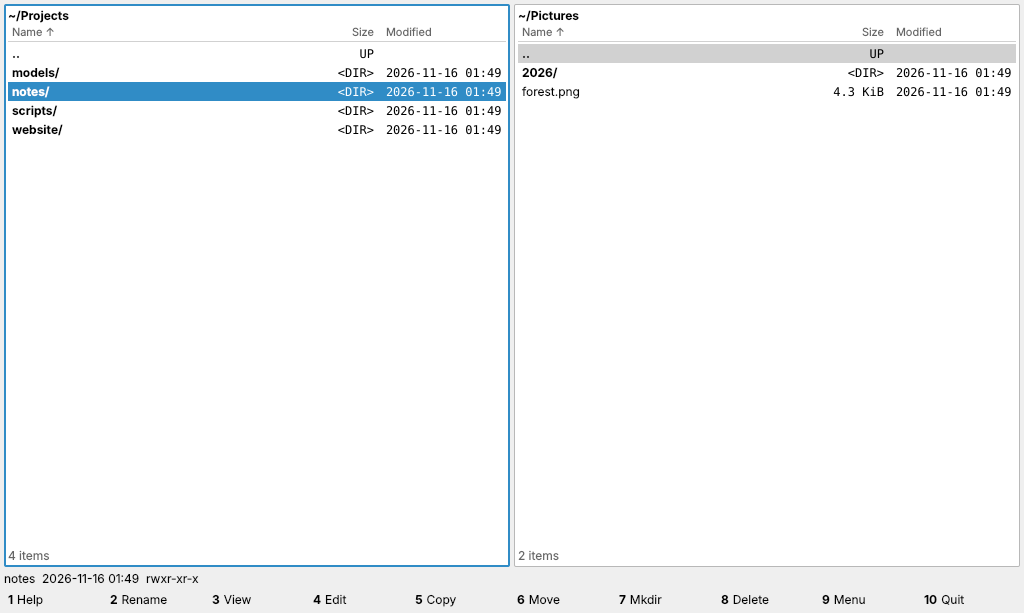 ~/Projects
Name ↑ Size Modified
.. UP
models/ <DIR> 2026-11-16 01:49
notes/ <DIR> 2026-11-16 01:49
scripts/ <DIR> 2026-11-16 01:49
website/ <DIR> 2026-11-16 01:49
4 items
~/Pictures
Name ↑ Size Modified
.. UP
2026/ <DIR> 2026-11-16 01:49
forest.png 4.3 KiB 2026-11-16 01:49
2 items
notes 2026-11-16 01:49 rwxr-xr-x
1 Help 2 Rename 3 View 4 Edit 5 Copy 6 Move 7 Mkdir 8 Delete 9 Menu 10 Quit